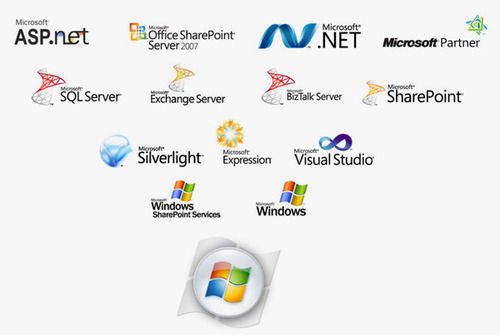 Microsoft
ASP.net
Microsoft
Office SharePoint
Server 2007
Microsoft
.NET
Microsoft Partner
Microsoft
SQL Server
Microsoft
Exchange Server
Microsoft
BizTalk Server
Microsoft
SharePoint
Microsoft
Silverlight
Microsoft
Expression
Microsoft
Visual Studio
Microsoft
Windows
SharePoint Services
Microsoft
Windows